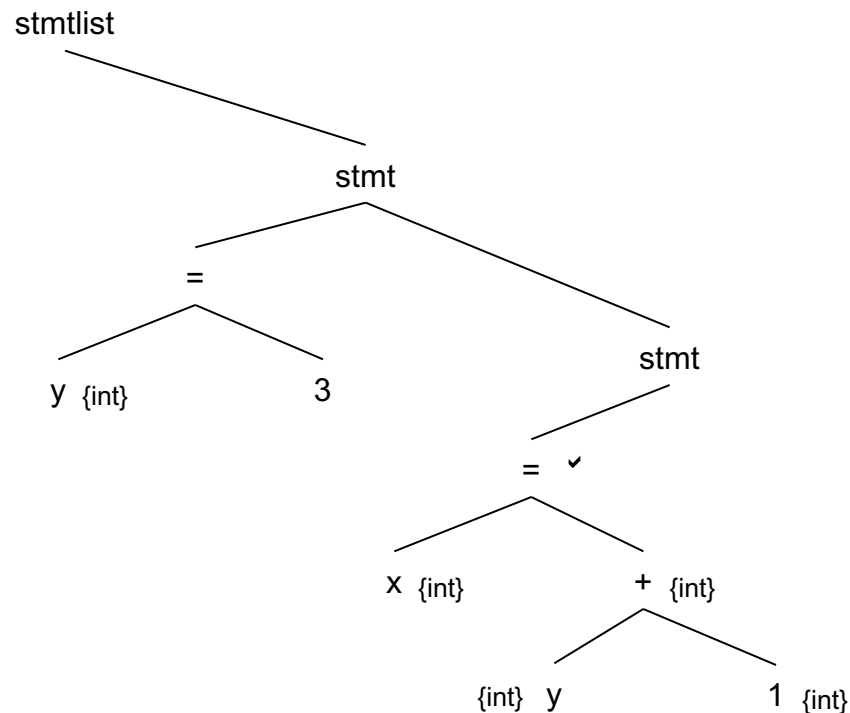 stmtlist
stmt
=
stmt
y {int}
3
= ✓
x {int}
+ {int}
{int} y
1 {int}